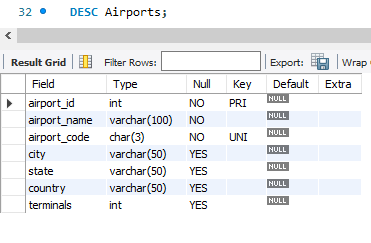 32 DESC Airports;
Result Grid Filter Rows: Export: Wrap
Field Type Null Key Default Extra
airport_id int NO PRI NULL
airport_name varchar(100) NO NULL
airport_code char(3) NO UNI NULL
city varchar(50) YES NULL
state varchar(50) YES NULL
country varchar(50) YES NULL
terminals int YES NULL